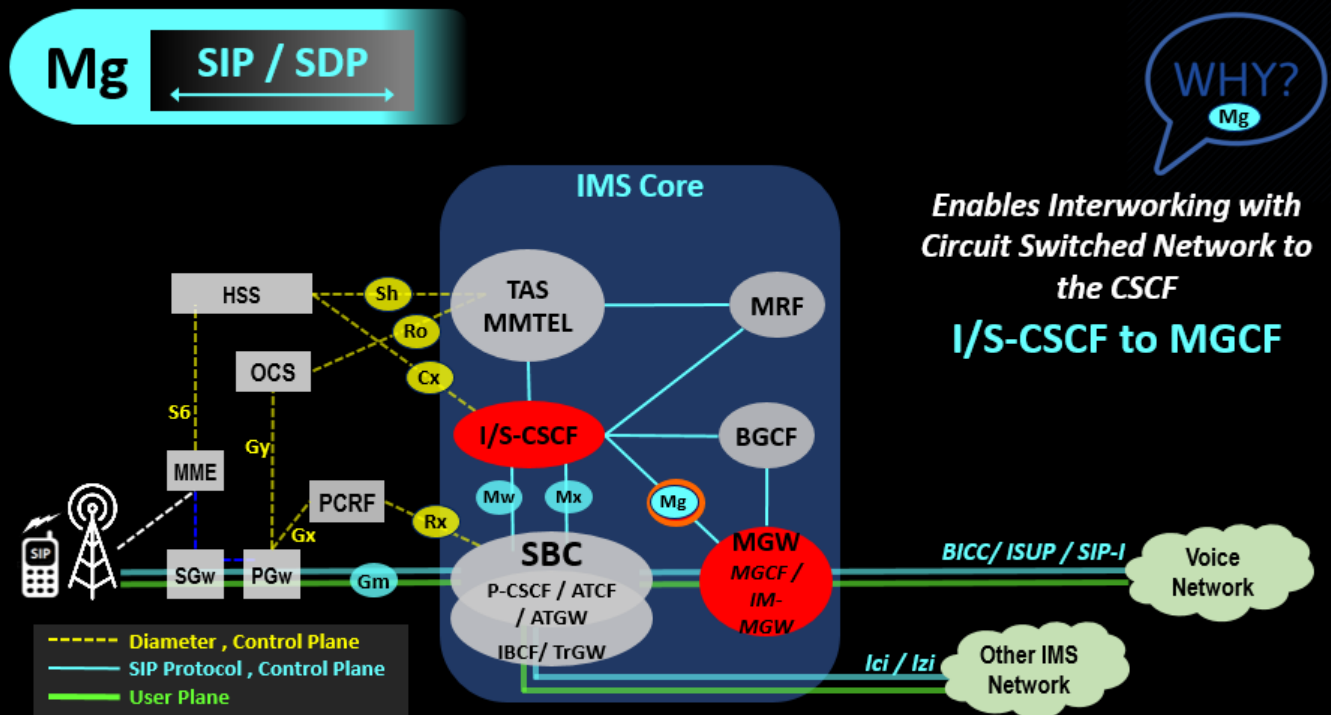 Mg
SIP / SDP
WHY?
Mg
Enables Interworking with
Circuit Switched Network to
the CSCF
I/S-CSCF to MGCF
IMS Core
HSS
Sh
TAS
MMTEL
MRF
Ro
OCS
Cx
S6
I/S-CSCF
BGCF
Gy
MME
Mw
Mx
Mg
PCRF
Rx
Gx
SIP
SGw
PGw
Gm
SBC
P-CSCF / ATCF
/ ATGW
IBCF/ TrGW
MGW
MGCF /
IM-
MGW
BICC/ ISUP / SIP-I
Voice
Network
Ici / Izi
Other IMS
Network
Diameter , Control Plane
SIP Protocol , Control Plane
User Plane